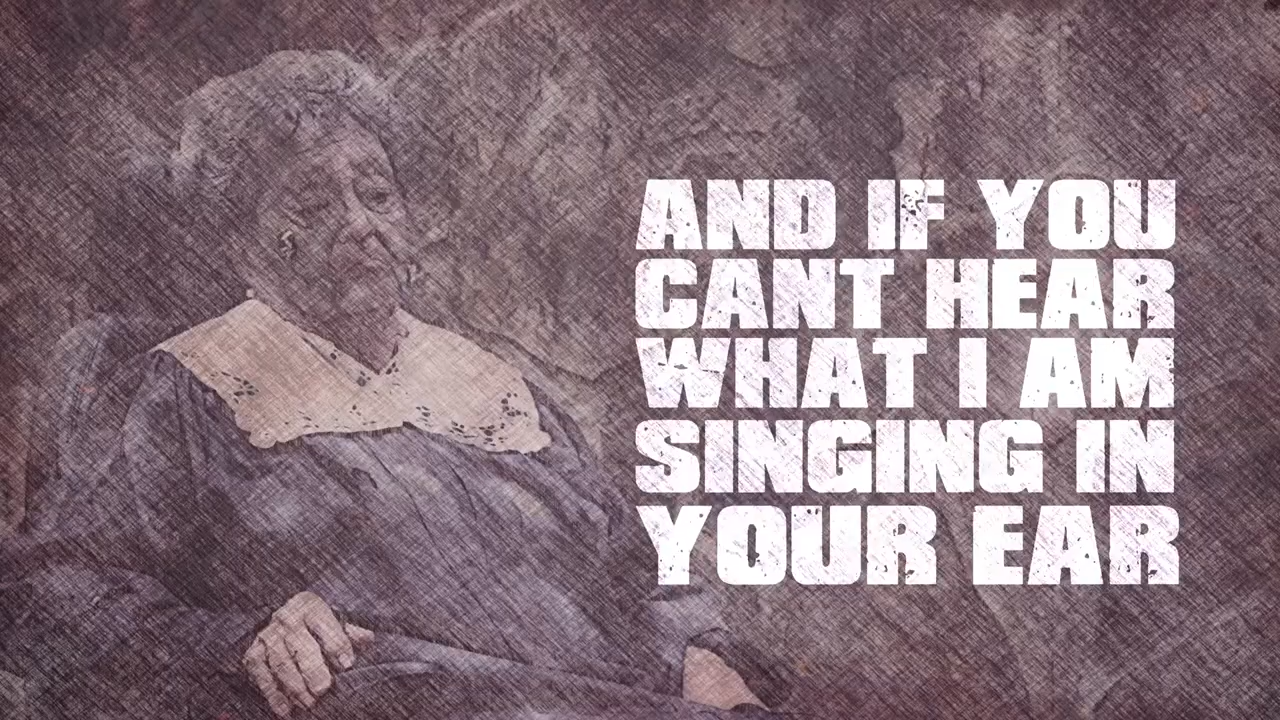 AND IF YOU
CANT HEAR
WHAT I AM
SINGING IN
YOUR EAR